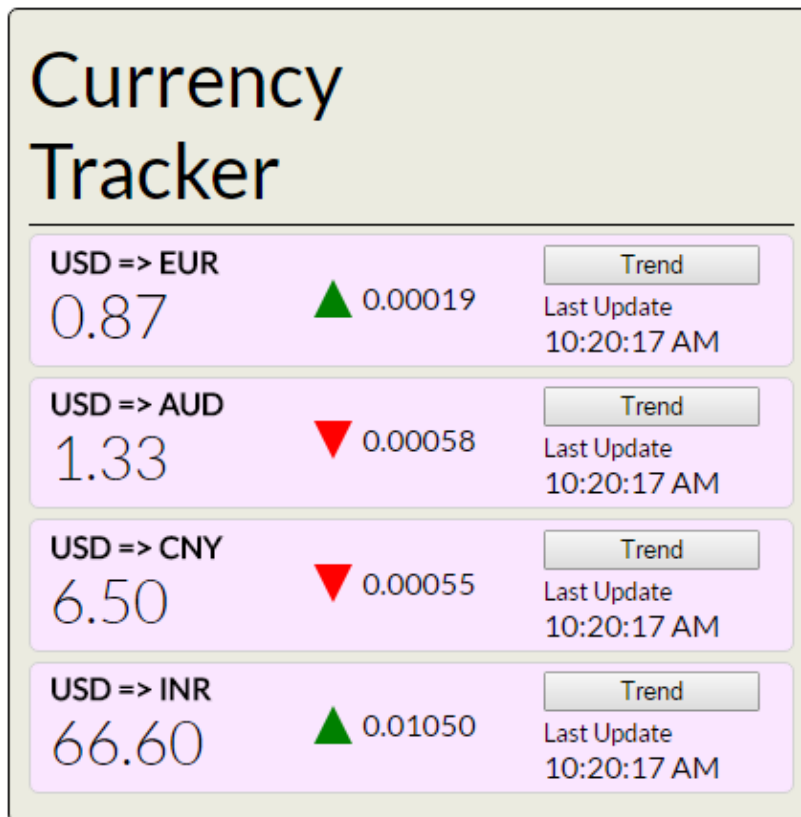 Currency
Tracker
USD => EUR
0.87
0.00019
Trend
Last Update
10:20:17 AM
USD => AUD
1.33
0.00058
Trend
Last Update
10:20:17 AM
USD => CNY
6.50
0.00055
Trend
Last Update
10:20:17 AM
USD => INR
66.60
0.01050
Trend
Last Update
10:20:17 AM